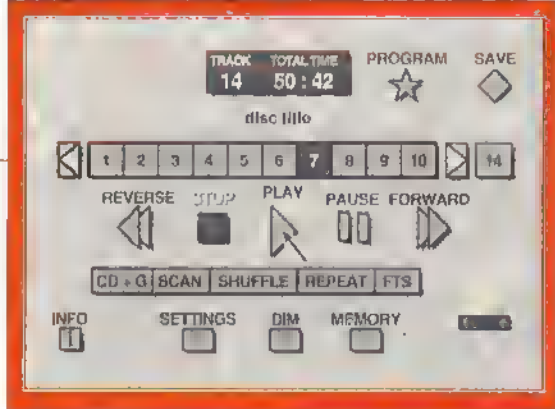 TRACK TOTAL TIME
14 50 : 42
PROGRAM SAVE
disc title
1 2 3 4 5 6 7 8 9 10 14
REVERSE STOP PLAY PAUSE FORWARD
CD + G SCAN SHUFFLE REPEAT FTS
INFO SETTINGS DIM MEMORY
i